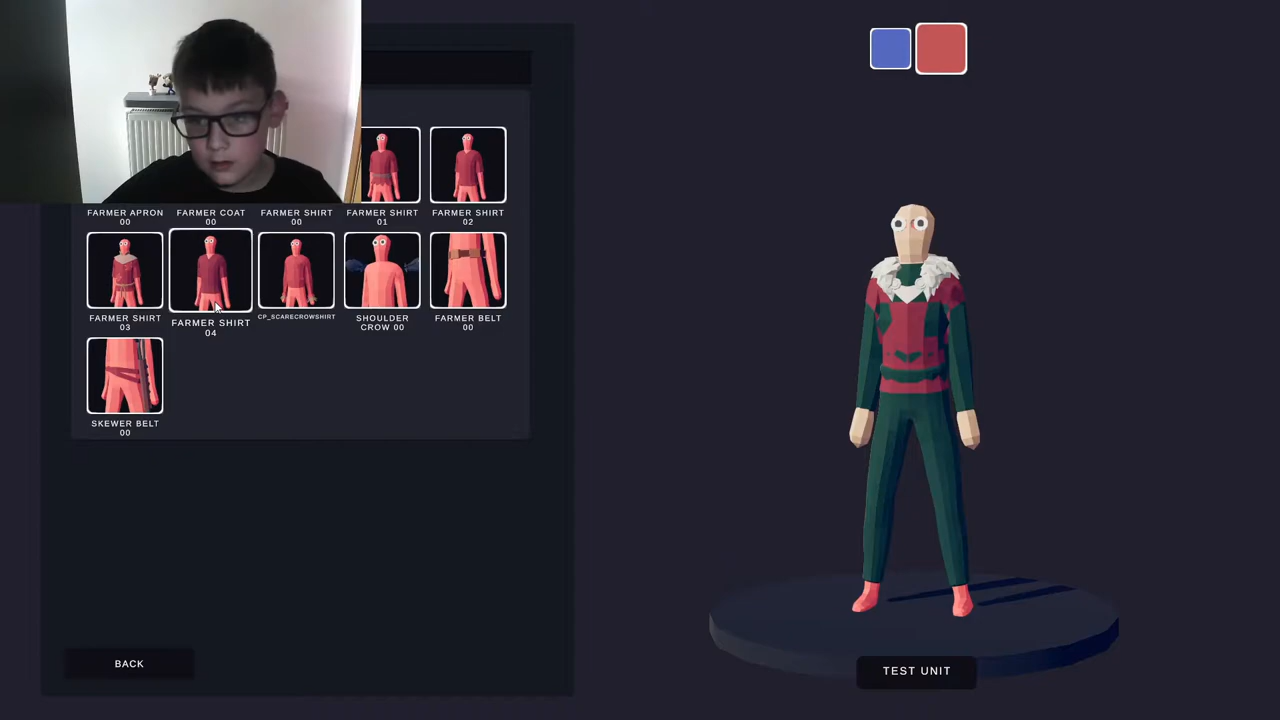 FARMER APRON
00
FARMER COAT
00
FARMER SHIRT
00
FARMER SHIRT
01
FARMER SHIRT
02
FARMER SHIRT
03
FARMER SHIRT
04
CP_SCARECROWSHIRT
SHOULDER
CROW 00
FARMER BELT
00
SKEWER BELT
00
BACK
TEST UNIT